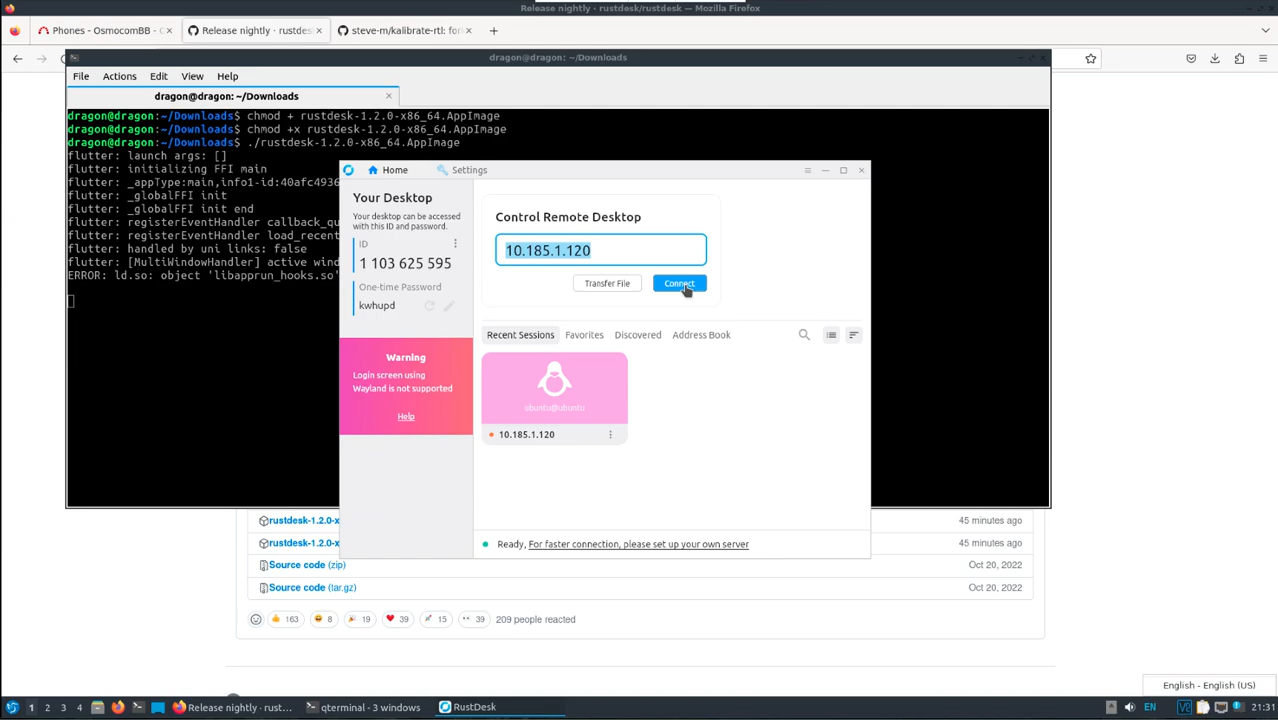 Release nightly · rustdesk/rustdesk — Mozilla Firefox
Phones - OsmocomBB - O
Release nightly · rustdesk
steve-m/kalibrate-rtl: for
dragon@dragon: ~/Downloads
File Actions Edit View Help
dragon@dragon: ~/Downloads
dragon@dragon:~/Downloads$ chmod + rustdesk-1.2.0-x86_64.AppImage
dragon@dragon:~/Downloads$ chmod +x rustdesk-1.2.0-x86_64.AppImage
dragon@dragon:~/Downloads$ ./rustdesk-1.2.0-x86_64.AppImage
flutter: launch args: []
flutter: initializing FFI main
flutter: _appType:main,info1-id:40afc4936
flutter: _globalFFI init
flutter: _globalFFI init end
flutter: registerEventHandler callback_qu
flutter: registerEventHandler load_recent
flutter: handled by uni links: false
flutter: [MultiWindowHandler] active wind
ERROR: ld.so: object 'libapprun_hooks.so'
Home
Settings
Your Desktop
Your desktop can be accessed
with this ID and password.
ID
1 103 625 595
One-time Password
kwhupd
Warning
Login screen using
Wayland is not supported
Help
Control Remote Desktop
10.185.1.120
Transfer File
Connect
Recent Sessions
Favorites
Discovered
Address Book
ubuntu@ubuntu
10.185.1.120
Ready, For faster connection, please set up your own server
rustdesk-1.2.0-x
45 minutes ago
rustdesk-1.2.0-x
45 minutes ago
Source code (zip)
Oct 20, 2022
Source code (tar.gz)
Oct 20, 2022
163
8
19
39
15
39
209 people reacted
English - English (US)
1 2 3 4
Release nightly · rust...
qterminal - 3 windows
RustDesk
EN
21:31